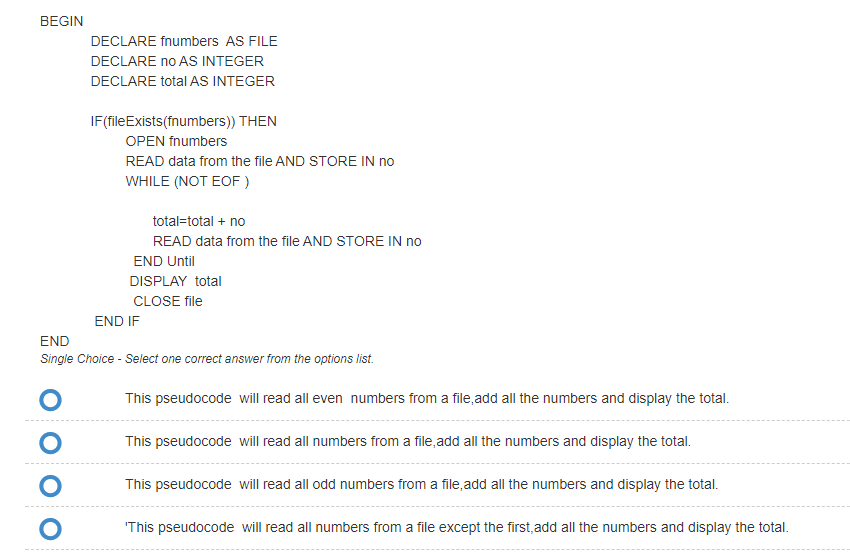 BEGIN
DECLARE fnumbers AS FILE
DECLARE no AS INTEGER
DECLARE total AS INTEGER
IF(fileExists(fnumbers)) THEN
OPEN fnumbers
READ data from the file AND STORE IN no
WHILE (NOT EOF )
total=total + no
READ data from the file AND STORE IN no
END Until
DISPLAY total
CLOSE file
END IF
END
Single Choice - Select one correct answer from the options list.
This pseudocode will read all even numbers from a file,add all the numbers and display the total.
This pseudocode will read all numbers from a file,add all the numbers and display the total.
This pseudocode will read all odd numbers from a file,add all the numbers and display the total.
'This pseudocode will read all numbers from a file except the first,add all the numbers and display the total.